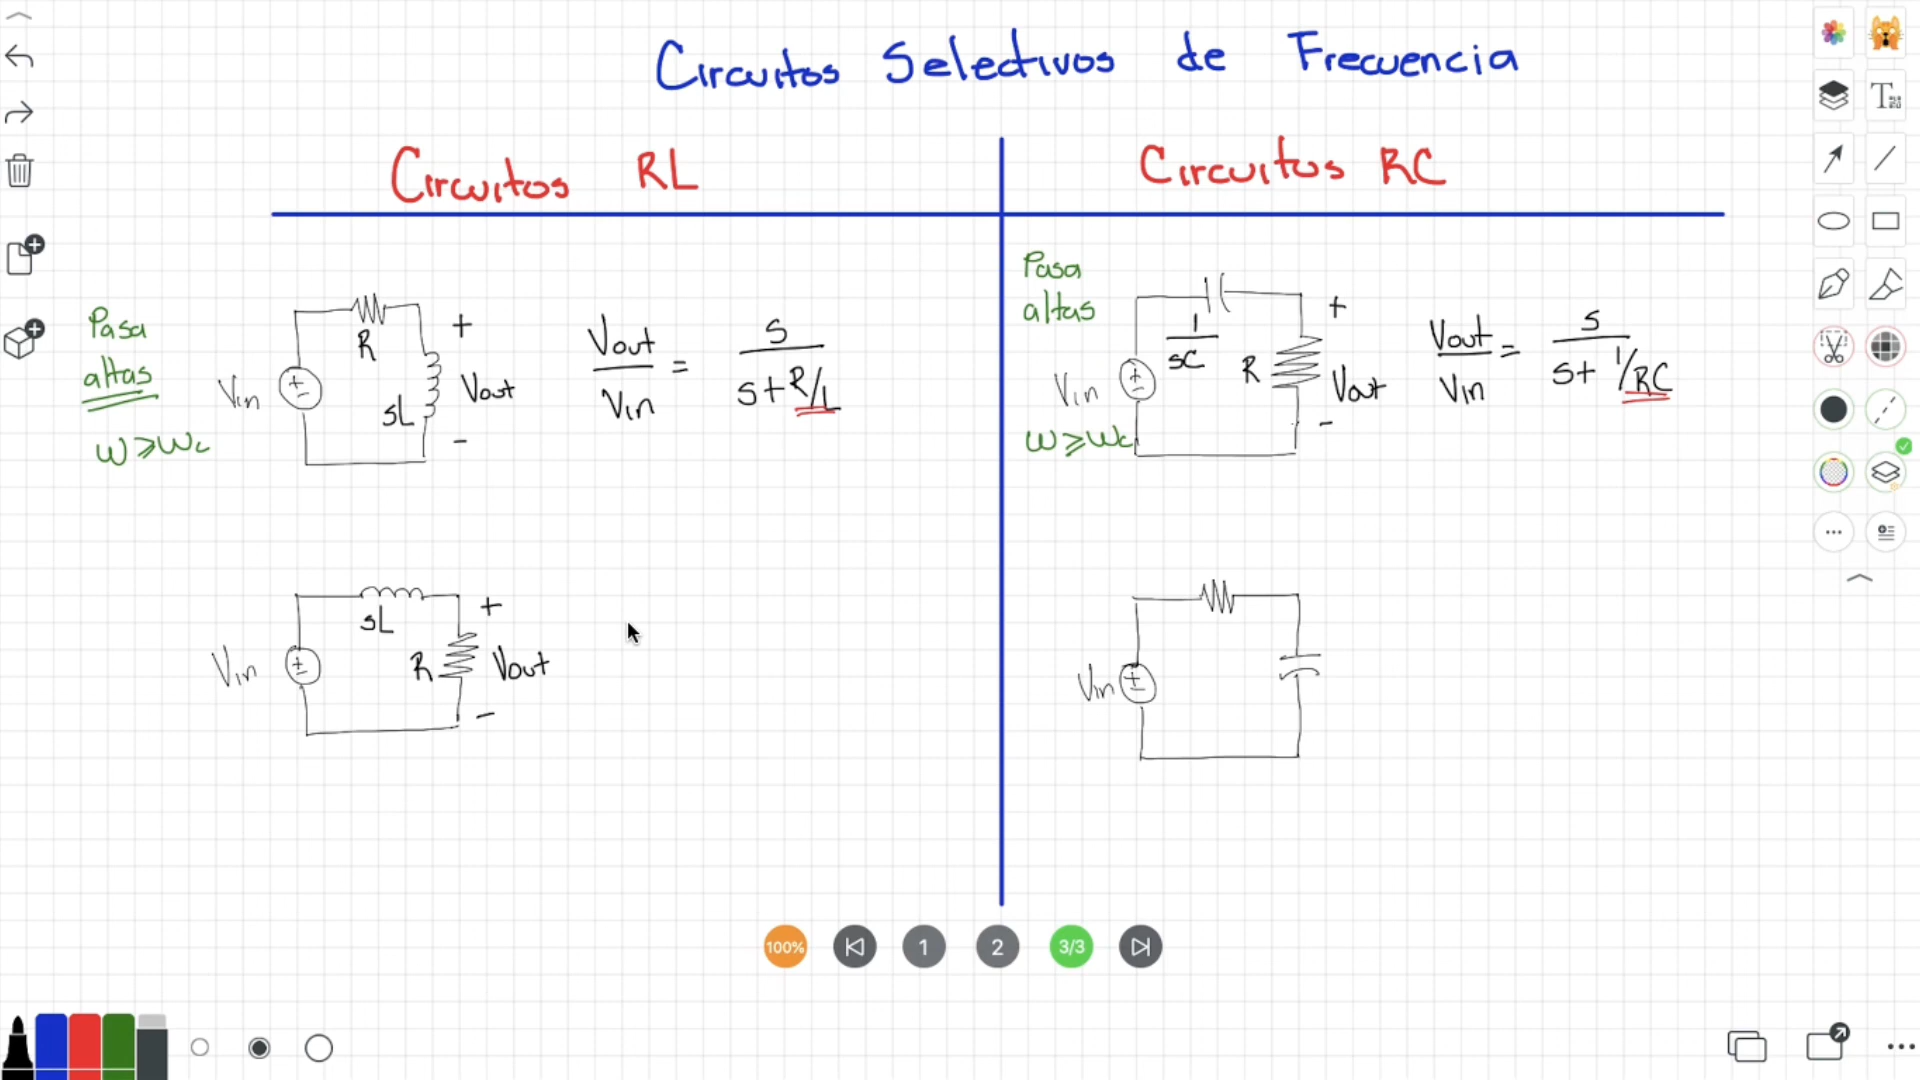 Circuitos Selectivos de Frecuencia
Circuitos RL
Circuitos RC
Pasa
altas
ω ≥ ωc
Vin
+
-
R
sL
+
Vout
-
Vout/Vin = s/(s+R/L)
Pasa
altas
ω ≥ ωc
Vin
+
-
1/sC
R
+
Vout
-
Vout/Vin = s/(s+1/RC)
Vin
+
-
sL
R
+
Vout
-
Vin
+
-
100%
1
2
3/3
T